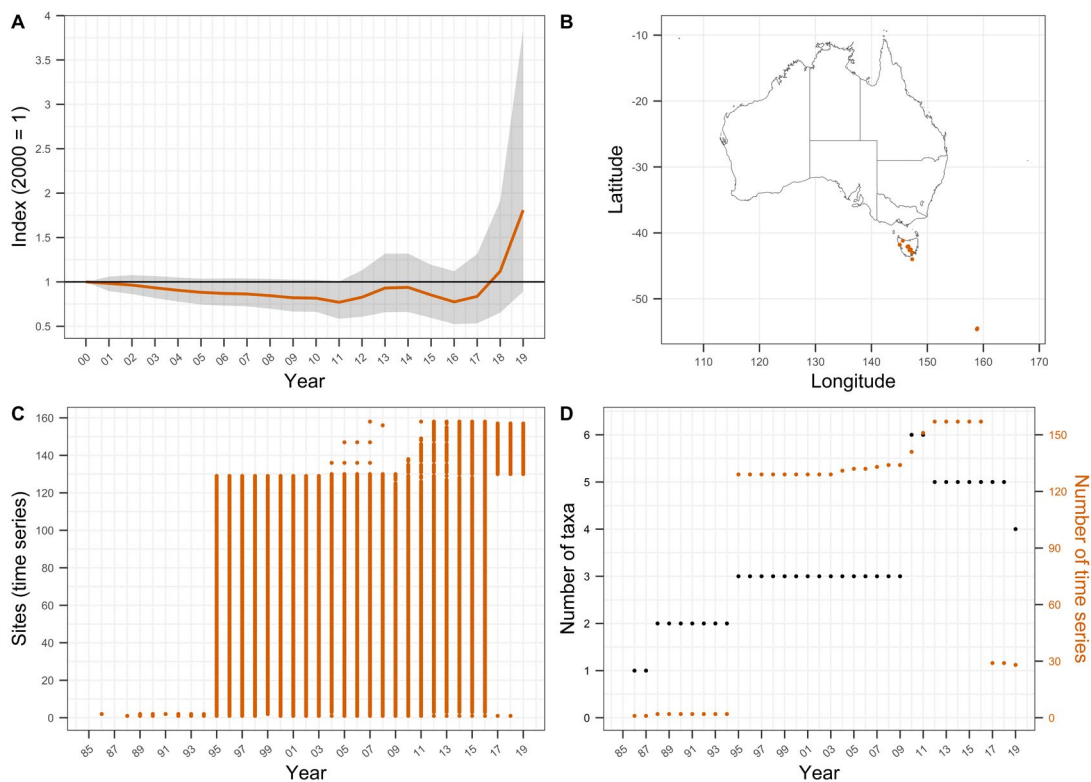 A
4
3.5
3
2.5
2
1.5
1
0.5
Index (2000 = 1)
00 01 02 03 04 05 06 07 08 09 10 11 12 13 14 15 16 17 18 19
Year
B
-10
-20
-30
-40
-50
Latitude
110 120 130 140 150 160 170
Longitude
C
160
140
120
100
80
60
40
20
0
Sites (time series)
85 87 89 91 93 95 97 99 01 03 05 07 09 11 13 15 17 19
Year
D
6
5
4
3
2
1
0
Number of taxa
150
120
90
60
30
0
Number of time series
85 87 89 91 93 95 97 99 01 03 05 07 09 11 13 15 17 19
Year